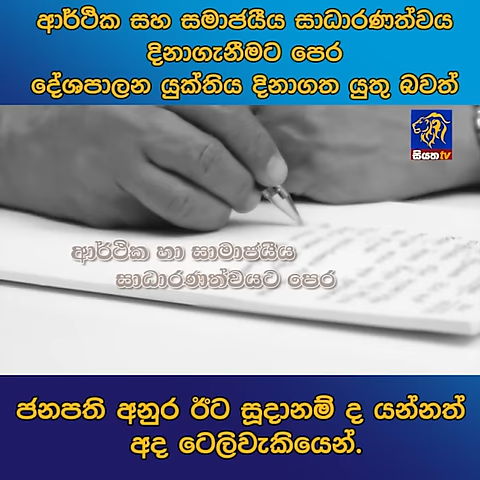 ආර්ථික සහ සමාජයීය සාධාරණත්වය
දිනාගැනීමට පෙර
දේශපාලන යුක්තිය දිනාගත යුතු බවත්
සියත tv
ආර්ථික හා සාමාජයීය
සාධාරණත්වයට පෙර
ජනපති අනුර ඊට සූදානම් ද යන්නත්
අද ටෙලිවැකියෙන්.